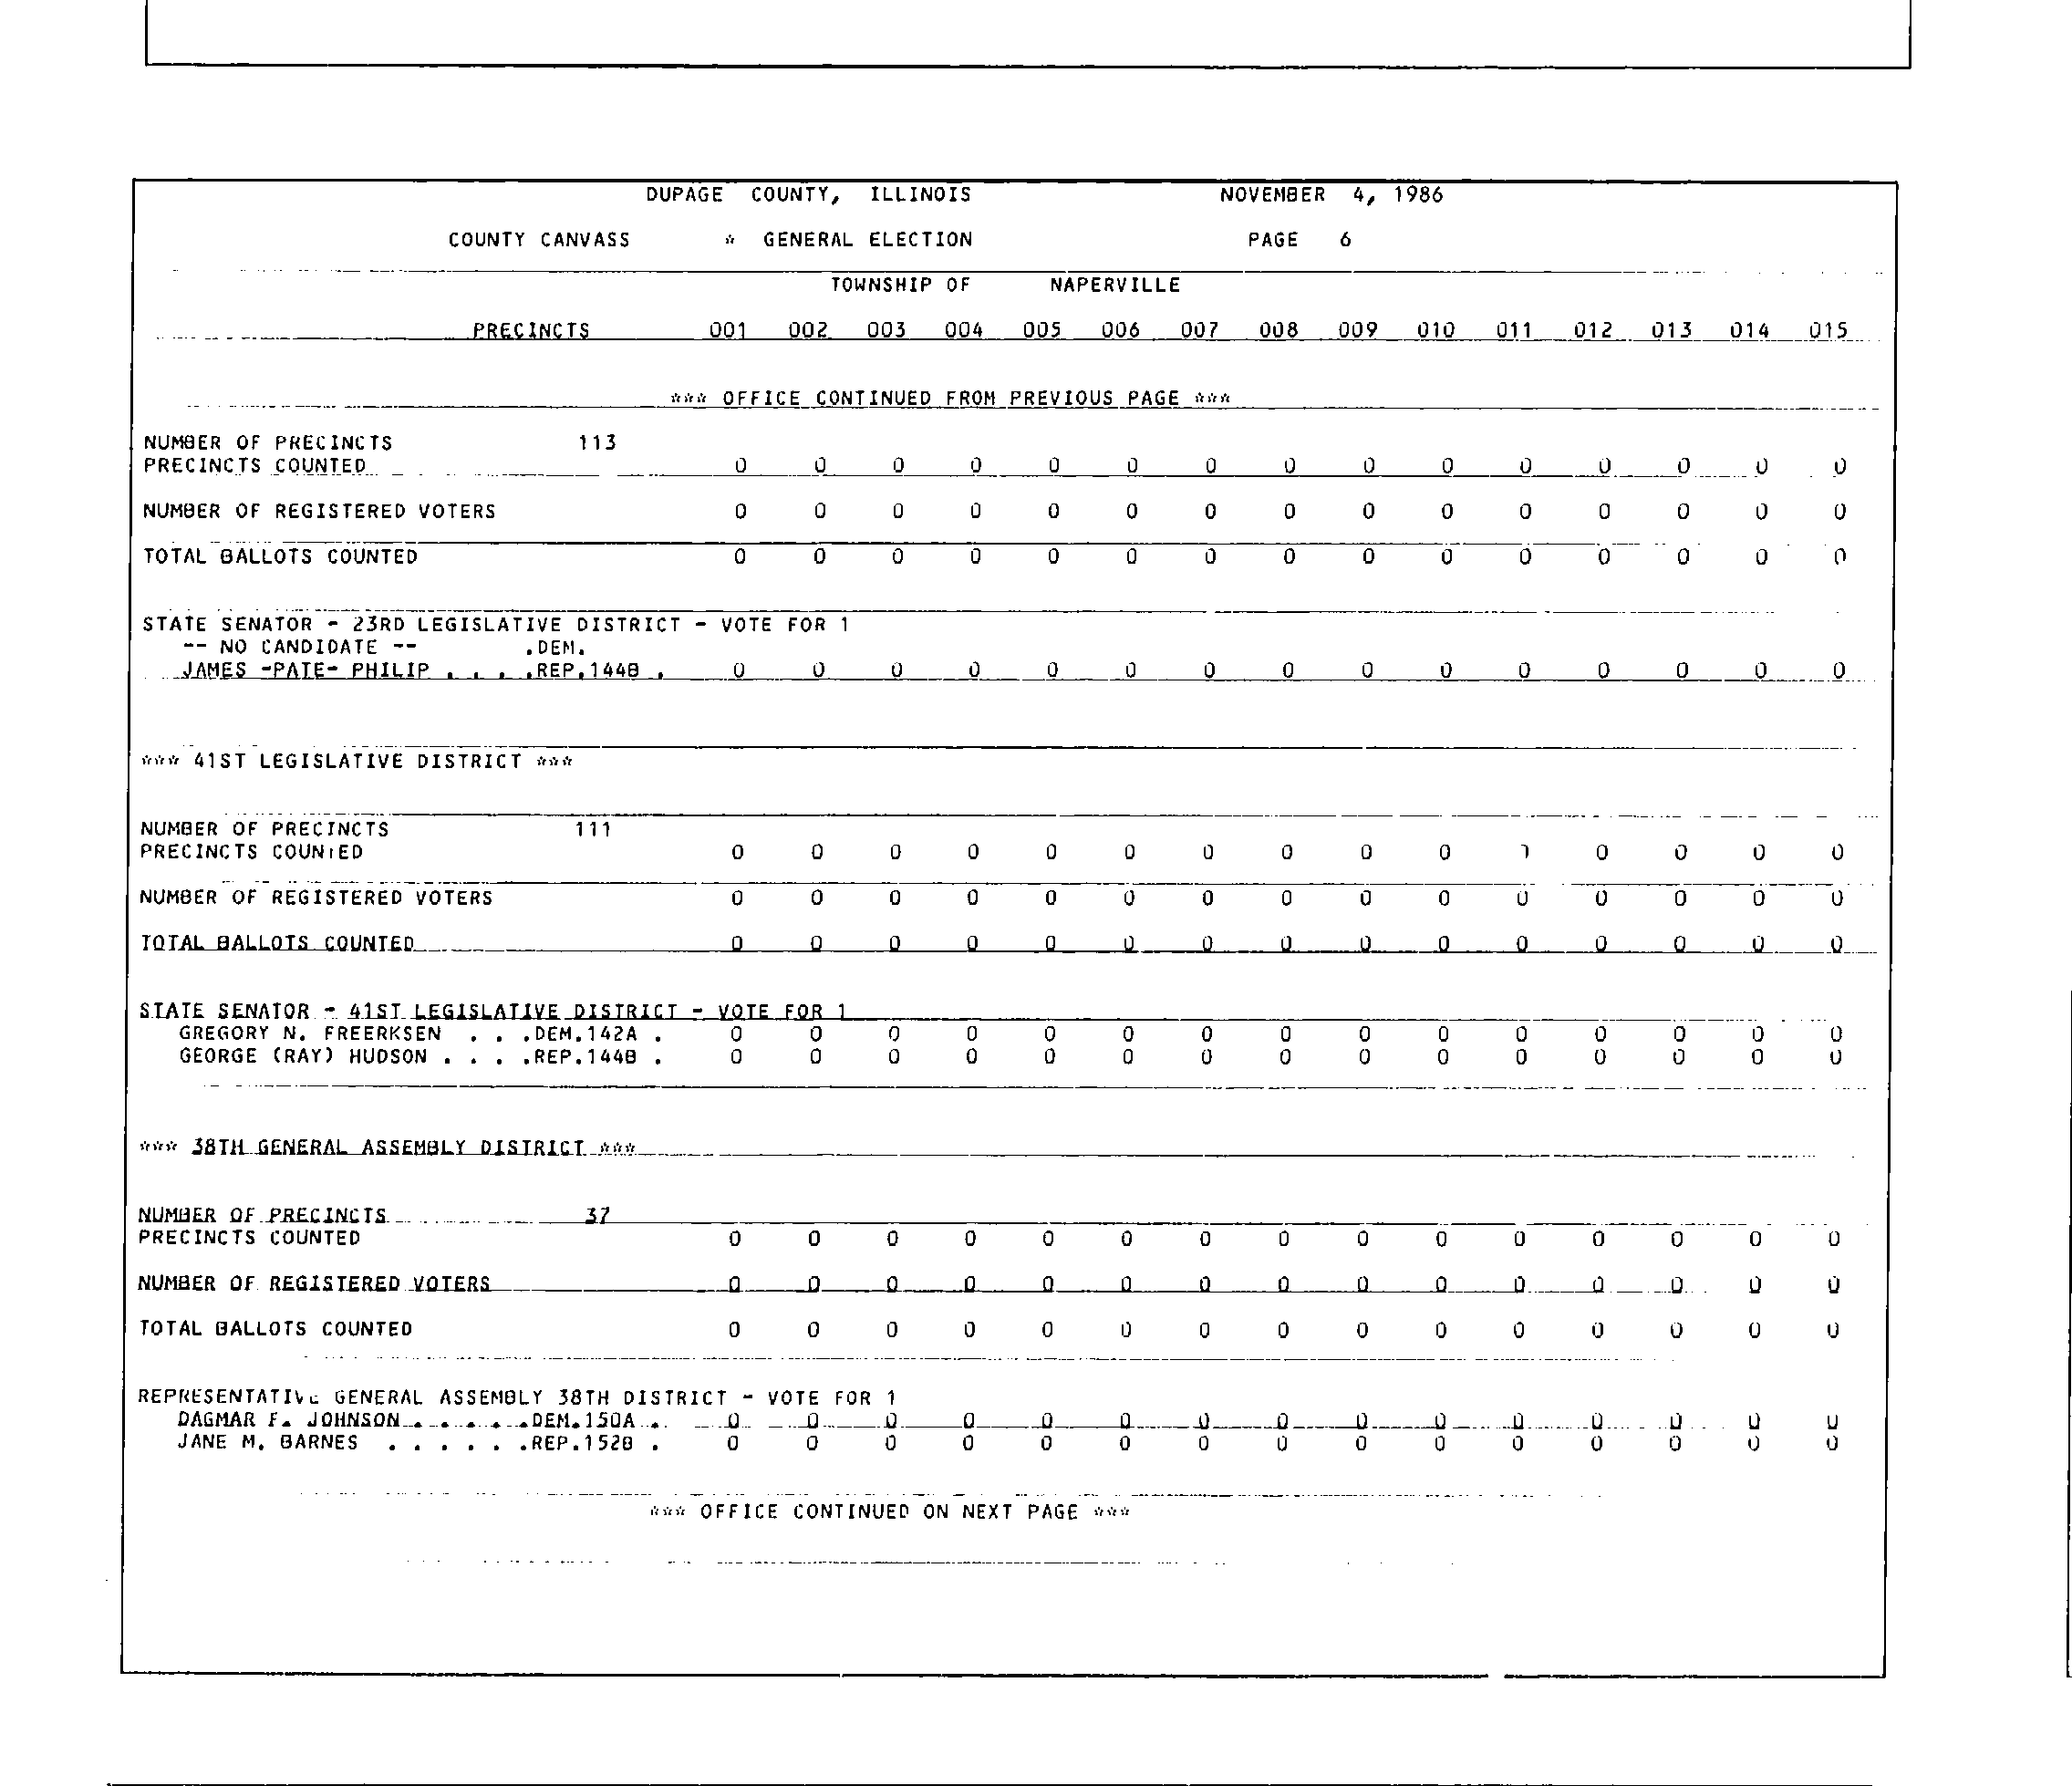 DUPAGE COUNTY, ILLINOIS NOVEMBER 4, 1986
COUNTY CANVASS * GENERAL ELECTION PAGE 6
TOWNSHIP OF NAPERVILLE
PRECINCTS 001 002 003 004 005 006 007 008 009 010 011 012 013 014 015
*** OFFICE CONTINUED FROM PREVIOUS PAGE ***
NUMBER OF PRECINCTS 113
PRECINCTS COUNTED 0 0 0 0 0 0 0 0 0 0 0 0 0 0 0
NUMBER OF REGISTERED VOTERS 0 0 0 0 0 0 0 0 0 0 0 0 0 0 0
TOTAL BALLOTS COUNTED 0 0 0 0 0 0 0 0 0 0 0 0 0 0 0
STATE SENATOR - 23RD LEGISLATIVE DISTRICT - VOTE FOR 1
-- NO CANDIDATE -- .DEM.
JAMES -PATE- PHILIP . . . .REP.144B . 0 0 0 0 0 0 0 0 0 0 0 0 0 0 0
*** 41ST LEGISLATIVE DISTRICT ***
NUMBER OF PRECINCTS 111
PRECINCTS COUNTED 0 0 0 0 0 0 0 0 0 0 0 0 0 0
NUMBER OF REGISTERED VOTERS 0 0 0 0 0 0 0 0 0 0 0 0 0 0 0
TOTAL BALLOTS COUNTED 0 0 0 0 0 0 0 0 0 0 0 0 0 0 0
STATE SENATOR - 41ST LEGISLATIVE DISTRICT - VOTE FOR 1
GREGORY N. FREERKSEN . . .DEM.142A . 0 0 0 0 0 0 0 0 0 0 0 0 0 0 0
GEORGE (RAY) HUDSON . . . .REP.144B . 0 0 0 0 0 0 0 0 0 0 0 0 0 0 0
*** 38TH GENERAL ASSEMBLY DISTRICT ***
NUMBER OF PRECINCTS 37
PRECINCTS COUNTED 0 0 0 0 0 0 0 0 0 0 0 0 0 0 0
NUMBER OF REGISTERED VOTERS 0 0 0 0 0 0 0 0 0 0 0 0 0 0 0
TOTAL BALLOTS COUNTED 0 0 0 0 0 0 0 0 0 0 0 0 0 0 0
REPRESENTATIVE GENERAL ASSEMBLY 38TH DISTRICT - VOTE FOR 1
DAGMAR F. JOHNSON . . . . . .DEM.150A . 0 0 0 0 0 0 0 0 0 0 0 0 0 0 0
JANE M. BARNES . . . . . .REP.152B . 0 0 0 0 0 0 0 0 0 0 0 0 0 0 0
*** OFFICE CONTINUED ON NEXT PAGE ***